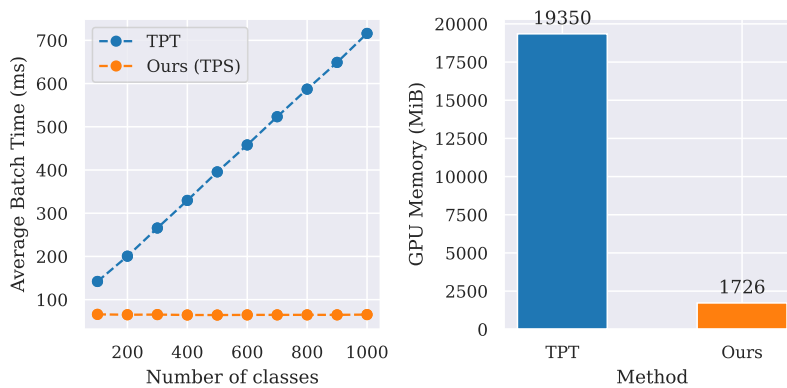 TPT
Ours (TPS)
700
600
500
400
300
200
100
Average Batch Time (ms)
200 400 600 800 1000
Number of classes
19350
20000
17500
15000
12500
10000
7500
5000
2500
0
GPU Memory (MiB)
1726
TPT Ours
Method